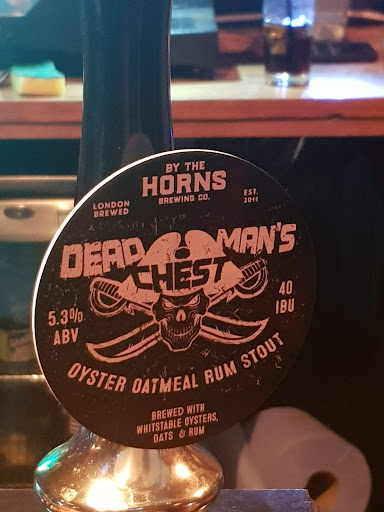 BY THE
HORNS
BREWING CO.
LONDON
BREWED
EST.
2011
DEAD MAN'S
CHEST
5.3%
ABV
40
IBU
OYSTER OATMEAL RUM STOUT
BREWED WITH
WHITSTABLE OYSTERS,
OATS & RUM